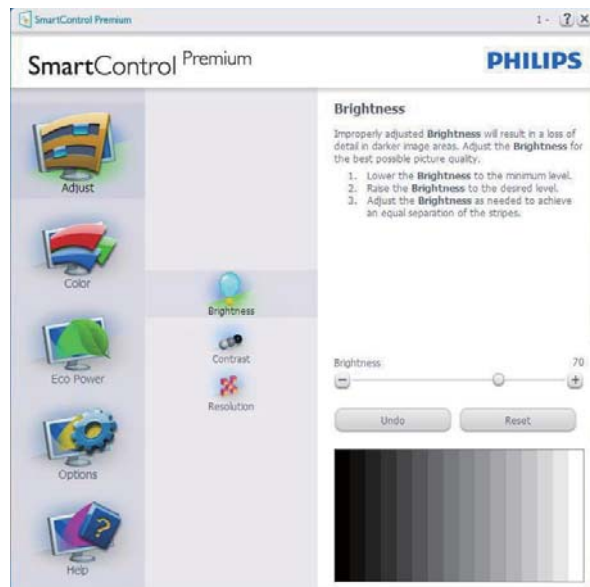 SmartControl Premium
1 - ? X
SmartControl Premium
PHILIPS
Adjust
Color
Eco Power
Options
Help
Brightness
Contrast
Resolution
Brightness
Improperly adjusted Brightness will result in a loss of
detail in darker image areas. Adjust the Brightness for
the best possible picture quality.
1. Lower the Brightness to the minimum level.
2. Raise the Brightness to the desired level.
3. Adjust the Brightness as needed to achieve
an equal separation of the stripes.
Brightness 70
Undo Reset